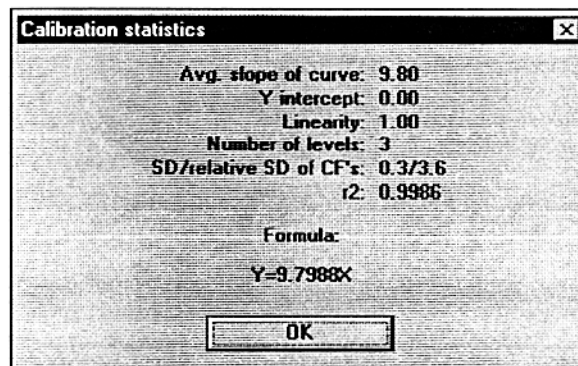 Calibration statistics
Avg. slope of curve: 9.80
Y intercept: 0.00
Linearity: 1.00
Number of levels: 3
SD/relative SD of CF's: 0.3/3.6
r2: 0.9986
Formula:
Y=9.7988X
OK